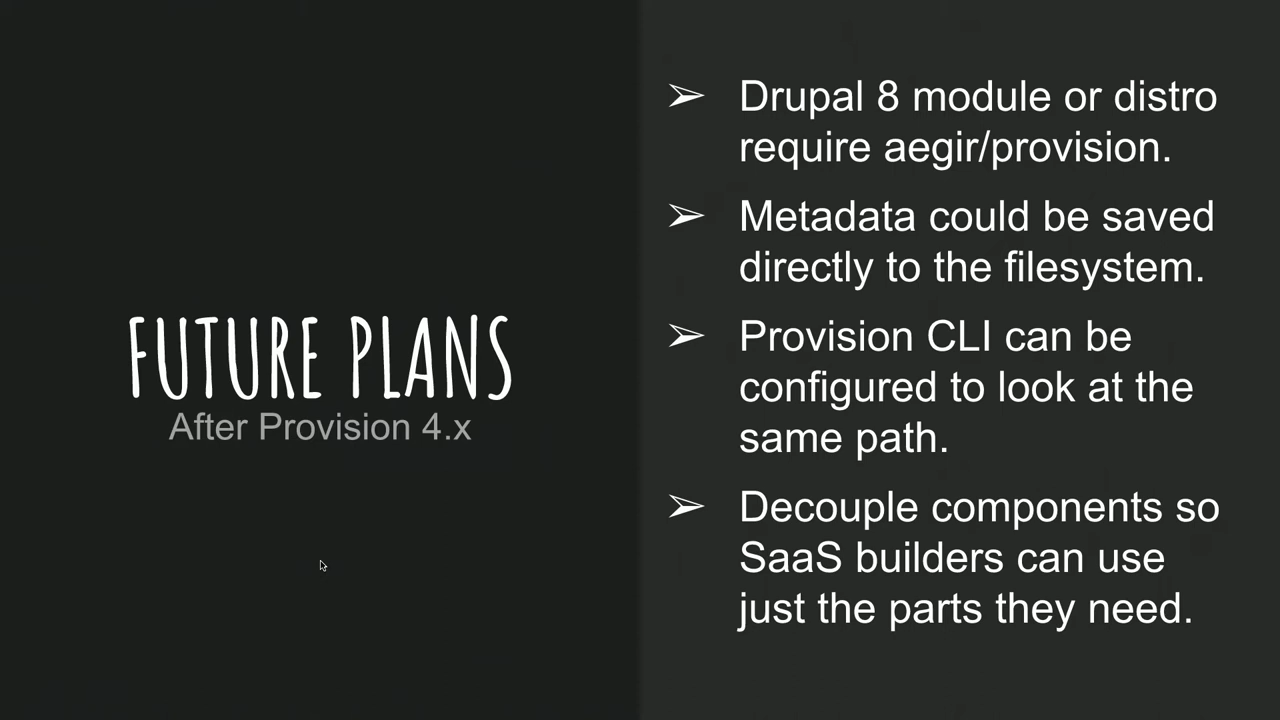 FUTURE PLANS
After Provision 4.x
➢ Drupal 8 module or distro
require aegir/provision.
➢ Metadata could be saved
directly to the filesystem.
➢ Provision CLI can be
configured to look at the
same path.
➢ Decouple components so
SaaS builders can use
just the parts they need.